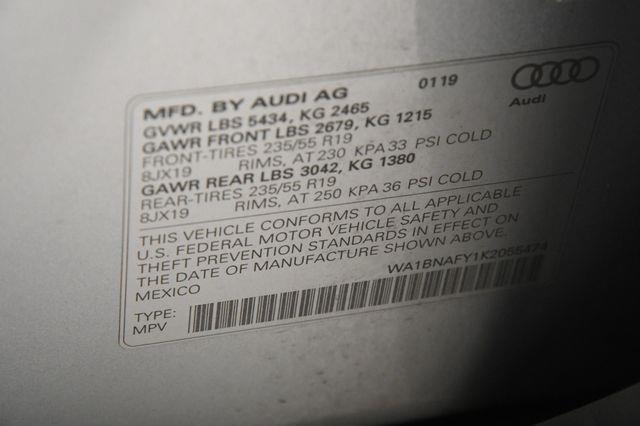 MFD. BY AUDI AG 0119
Audi
GVWR LBS 5434, KG 2465
GAWR FRONT LBS 2679, KG 1215
FRONT-TIRES 235/55 R19
8JX19 RIMS, AT 230 KPA 33 PSI COLD
GAWR REAR LBS 3042, KG 1380
REAR-TIRES 235/55 R19
8JX19 RIMS, AT 250 KPA 36 PSI COLD
THIS VEHICLE CONFORMS TO ALL APPLICABLE
U.S. FEDERAL MOTOR VEHICLE SAFETY AND
THEFT PREVENTION STANDARDS IN EFFECT ON
THE DATE OF MANUFACTURE SHOWN ABOVE.
MEXICO WA1BNAFY1K2055474
TYPE:
MPV